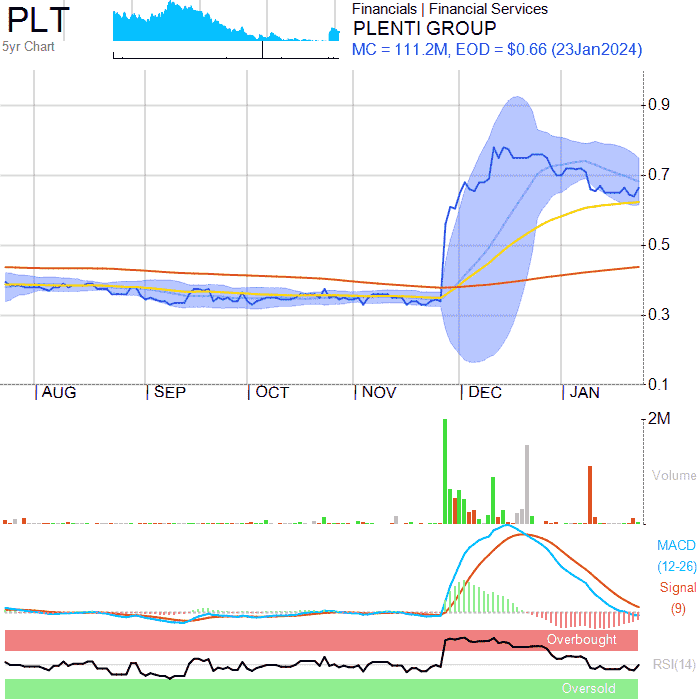 PLT
5yr Chart
Financials | Financial Services
PLENTI GROUP
MC = 111.2M, EOD = $0.66 (23Jan2024)
0.9
0.7
0.5
0.3
0.1
AUG SEP OCT NOV DEC JAN
2M
Volume
MACD
(12-26)
Signal
(9)
Overbought
RSI(14)
Oversold